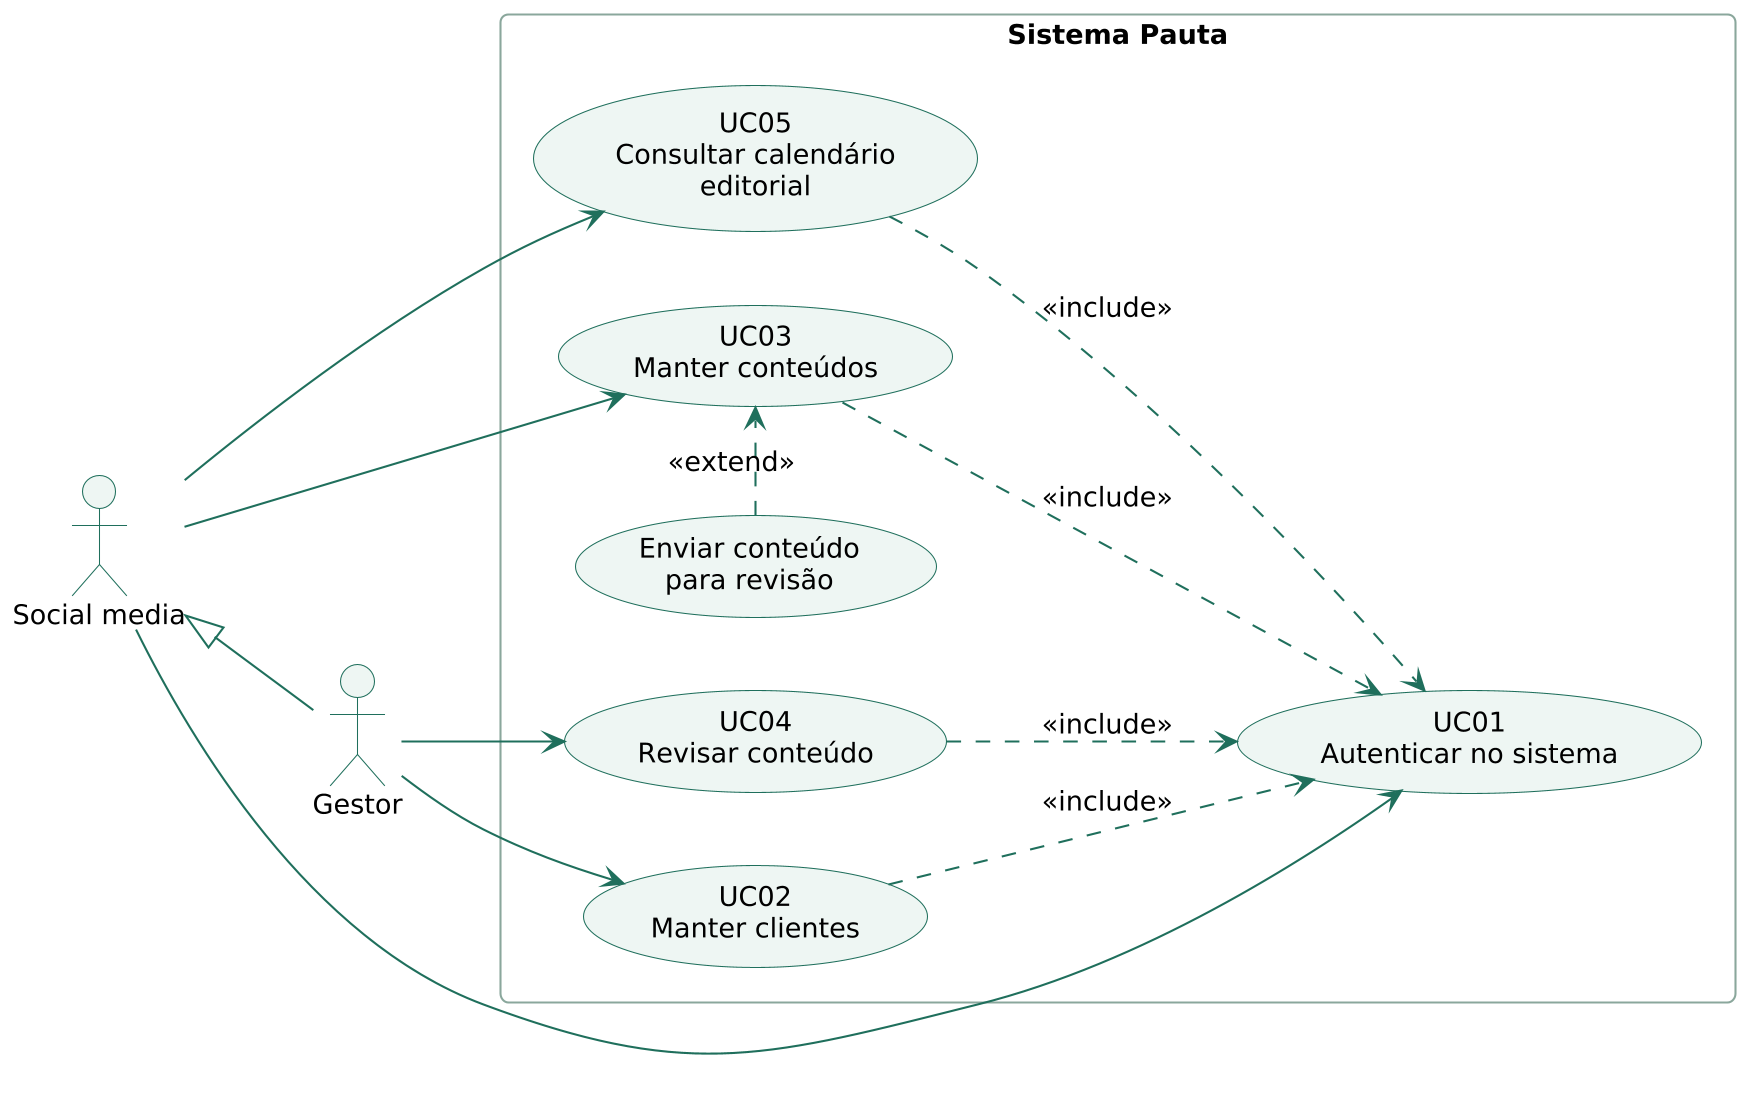 Sistema Pauta
UC05
Consultar calendário
editorial
«include»
UC03
Manter conteúdos
«extend»
«include»
Enviar conteúdo
para revisão
Social media
UC04
Revisar conteúdo
«include»
UC01
Autenticar no sistema
Gestor
«include»
UC02
Manter clientes